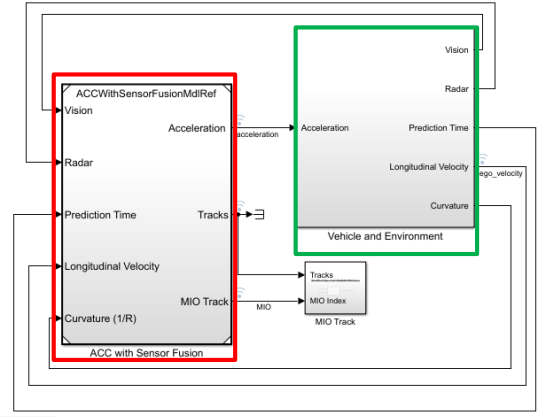 ACCWithSensorFusionMdlRef
Vision
Acceleration
Radar
Prediction Time
Tracks
Longitudinal Velocity
MIO Track
Curvature (1/R)
ACC with Sensor Fusion
acceleration
MIO
Vision
Radar
Acceleration
Prediction Time
Longitudinal Velocity
ego_velocity
Curvature
Vehicle and Environment
Tracks
MIO Index
MIO Track